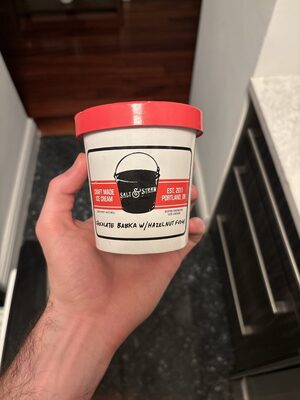 SALT & STRAW
CRAFT MADE
ICE CREAM
EST. 2011
PORTLAND, OR
CHOCOLATE BABKA W/HAZELNUT FUDGE